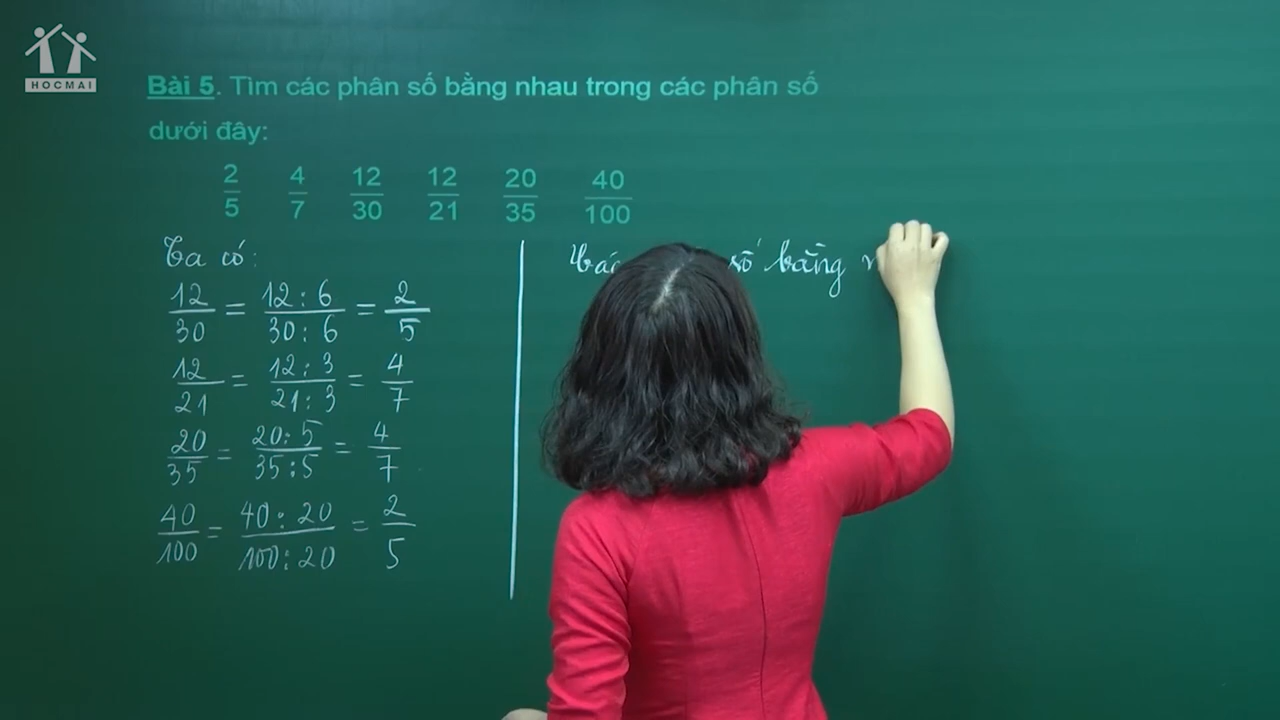 HOCMAI
Bài 5. Tìm các phân số bằng nhau trong các phân số
dưới đây:
2/5 4/7 12/30 12/21 20/35 40/100
Ta có:
12/30 = 12:6/30:6 = 2/5
12/21 = 12:3/21:3 = 4/7
20/35 = 20:5/35:5 = 4/7
40/100 = 40:20/100:20 = 2/5
số bằng